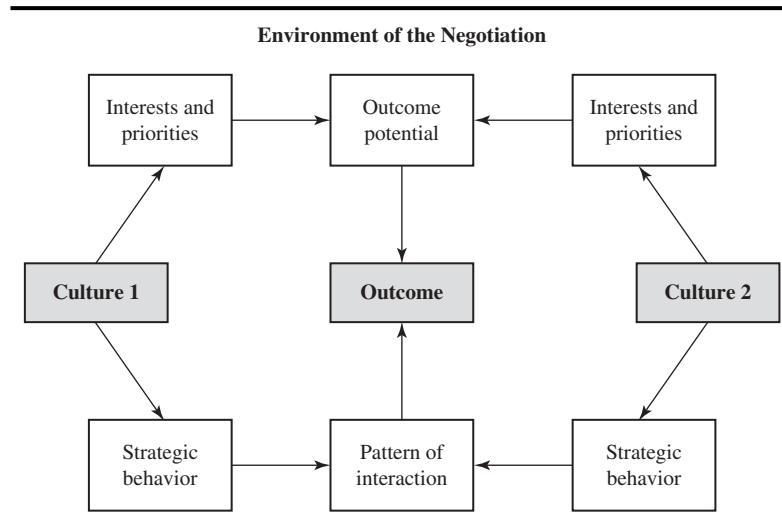 Environment of the Negotiation
Interests and
priorities
Outcome
potential
Interests and
priorities
Culture 1
Outcome
Culture 2
Strategic
behavior
Pattern of
interaction
Strategic
behavior